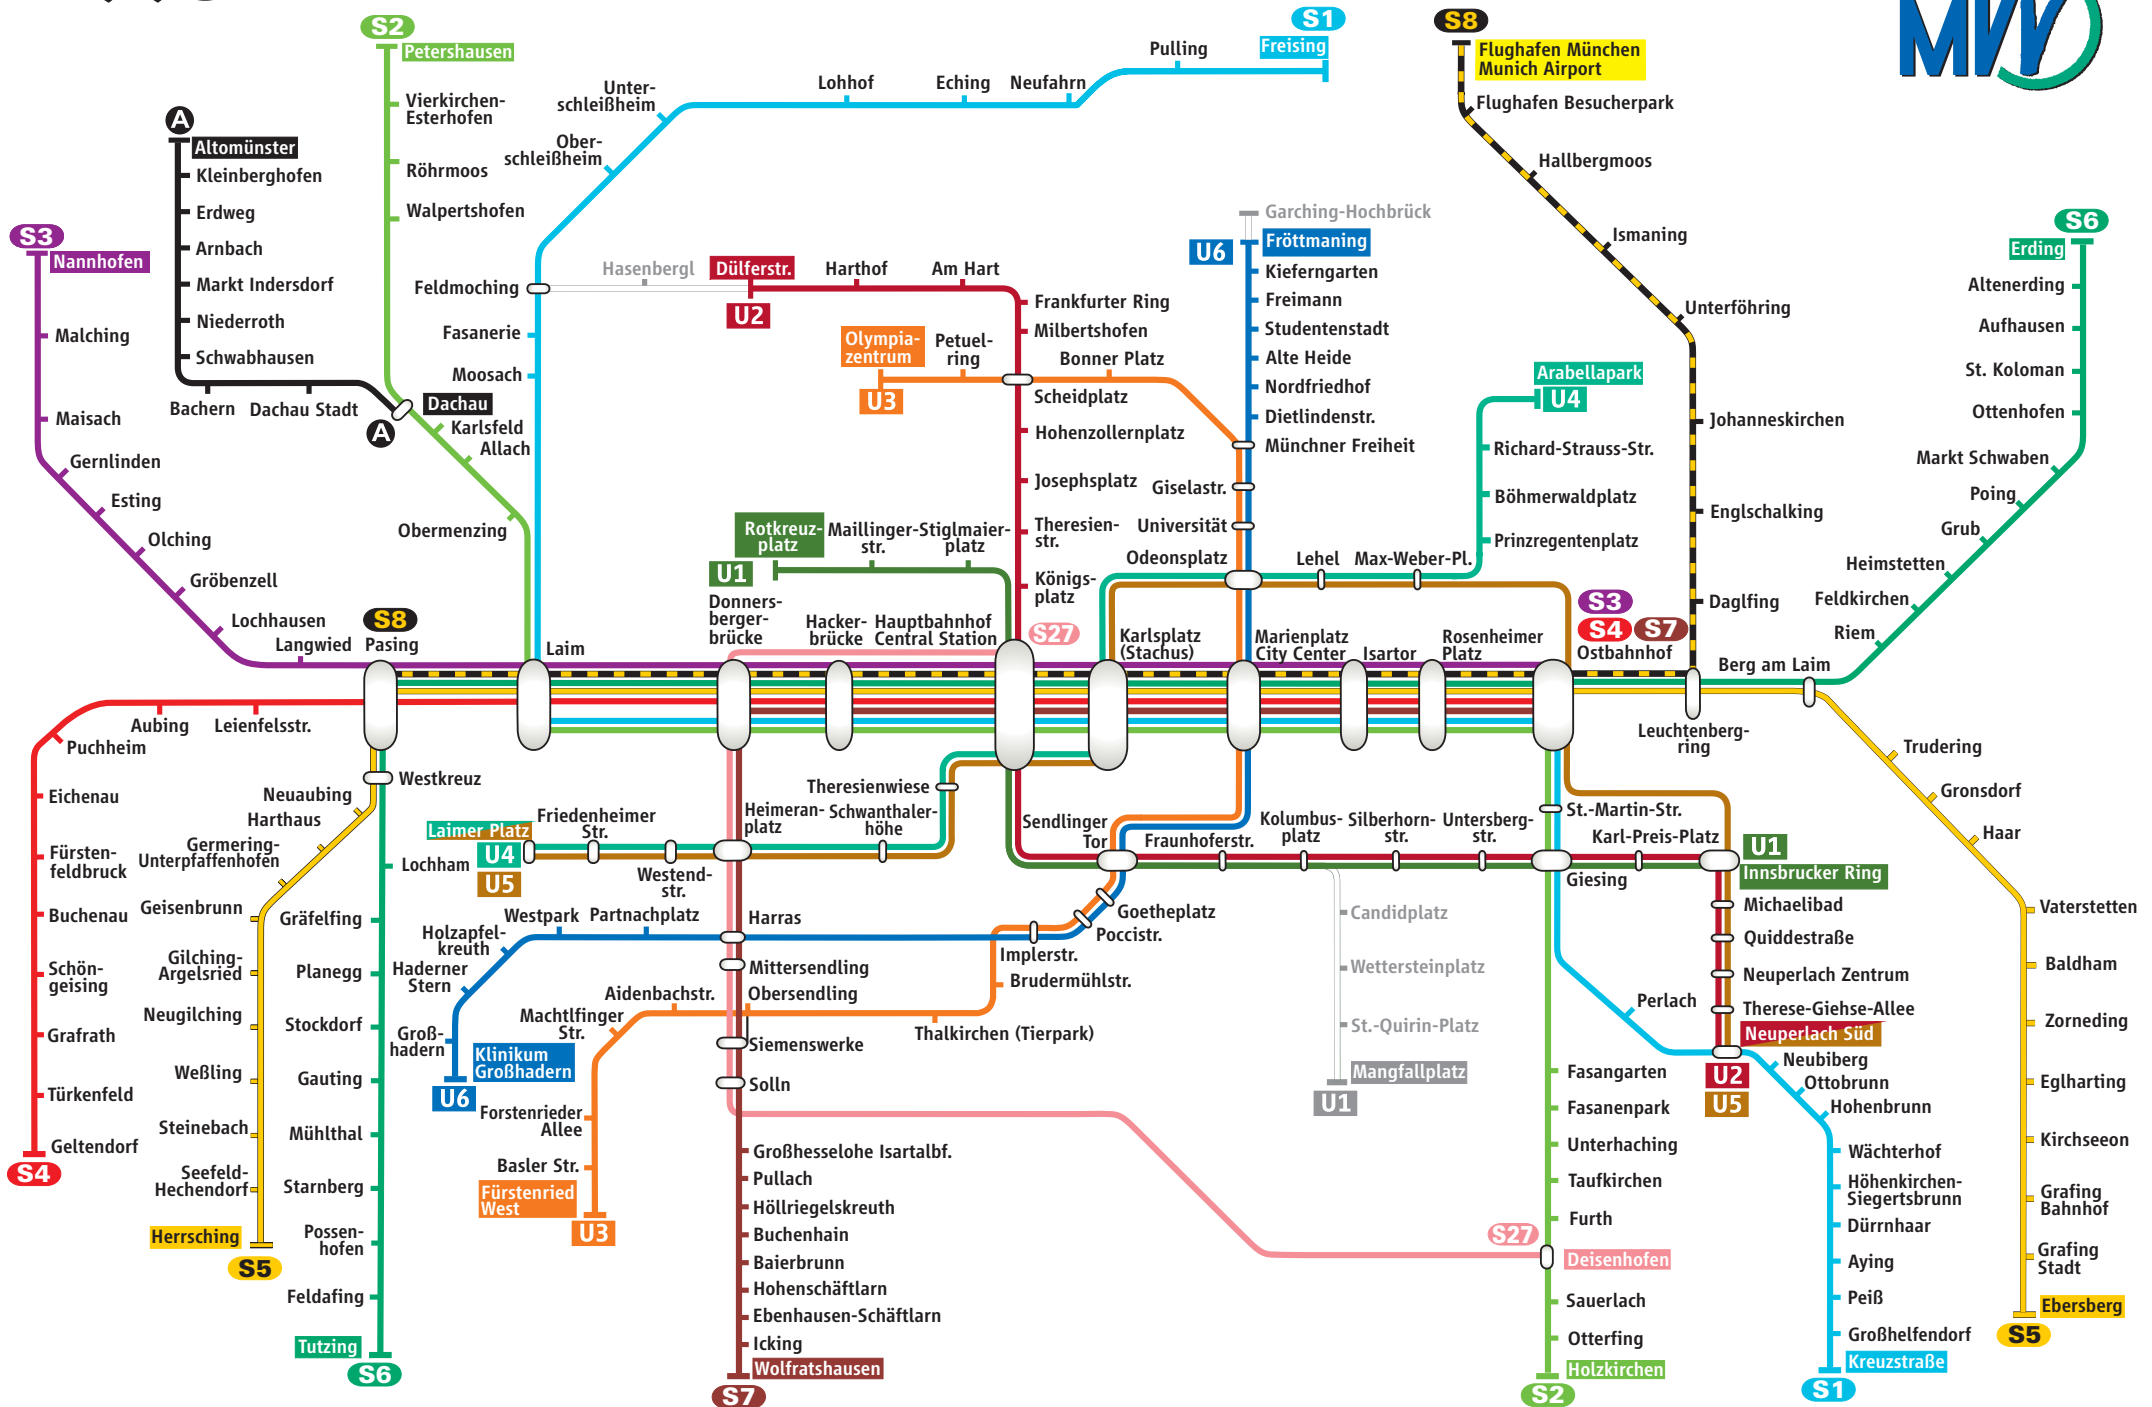 S2
Petershausen
Vierkirchen-
Esterhofen
Röhrmoos
Walpertshofen
S1
Freising
Pulling
Neufahrn
Eching
Lohhof
Unter-
schleißheim
Ober-
schleißheim
S8
Flughafen München
Munich Airport
Flughafen Besucherpark
Hallbergmoos
Ismaning
Unterföhring
Johanneskirchen
Englschalking
Daglfing
MVV
A
Altomünster
Kleinberghofen
Erdweg
Arnbach
Markt Indersdorf
Niederroth
Schwabhausen
Bachern
Dachau Stadt
Dachau
A
Karlsfeld
Allach
Obermenzing
S3
Nannhofen
Malching
Maisach
Gernlinden
Esting
Olching
Gröbenzell
Lochhausen
Langwied
Feldmoching
Fasanerie
Moosach
Hasenbergl
Dülferstr.
U2
Harthof
Am Hart
Frankfurter Ring
Milbertshofen
Scheidplatz
Hohenzollernplatz
Josephsplatz
Theresien-
str.
Königs-
platz
Olympia-
zentrum
U3
Petuel-
ring
Bonner Platz
Garching-Hochbrück
U6
Fröttmaning
Kieferngarten
Freimann
Studentenstadt
Alte Heide
Nordfriedhof
Dietlindenstr.
Münchner Freiheit
Giselastr.
Universität
Odeonsplatz
Lehel
Max-Weber-Pl.
Arabellapark
U4
Richard-Strauss-Str.
Böhmerwaldplatz
Prinzregentenplatz
S6
Erding
Altenerding
Aufhausen
St. Koloman
Ottenhofen
Markt Schwaben
Poing
Grub
Heimstetten
Feldkirchen
Riem
Berg am Laim
Rotkreuz-
platz
U1
Maillinger-
str.
Stiglmaier-
platz
S8
Pasing
Laim
Donners-
berger-
brücke
Hacker-
brücke
Hauptbahnhof
Central Station
S27
Karlsplatz
(Stachus)
Marienplatz
City Center
Isartor
Rosenheimer
Platz
S3
S4
S7
Ostbahnhof
Leuchtenberg-
ring
Leienfelsstr.
Aubing
Puchheim
Eichenau
Fürsten-
feldbruck
Buchenau
Schön-
geising
Grafrath
Türkenfeld
Geltendorf
S4
Westkreuz
Neuaubing
Harthaus
Germering-
Unterpfaffenhofen
Geisenbrunn
Gilching-
Argelsried
Neugilching
Weßling
Steinebach
Seefeld-
Hechendorf
Herrsching
S5
Lochham
Gräfelfing
Planegg
Stockdorf
Gauting
Mühlthal
Starnberg
Possen-
hofen
Feldafing
Tutzing
S6
Laimer Platz
U4
U5
Friedenheimer
Str.
Westend-
str.
Heimeran-
platz
Schwanthaler-
höhe
Theresienwiese
Holzapfel-
kreuth
Westpark
Partnachplatz
Harras
Haderner
Stern
Groß-
hadern
Klinikum
Großhadern
U6
Mittersendling
Obersendling
Siemenswerke
Solln
Großhesselohe Isartalbf.
Pullach
Höllriegelskreuth
Buchenhain
Baierbrunn
Hohenschäftlarn
Ebenhausen-Schäftlarn
Icking
Wolfratshausen
S7
Aidenbachstr.
Machtlfinger
Str.
Forstenrieder
Allee
Basler Str.
Fürstenried
West
U3
Thalkirchen (Tierpark)
Brudermühlstr.
Implerstr.
Poccistr.
Goetheplatz
Sendlinger
Tor
Fraunhoferstr.
Kolumbus-
platz
Silberhorn-
str.
Untersberg-
str.
Giesing
St.-Martin-Str.
Karl-Preis-Platz
U1
Innsbrucker Ring
Michaelibad
Quiddestraße
Neuperlach Zentrum
Therese-Giehse-Allee
Neuperlach Süd
U2
U5
Candidplatz
Wettersteinplatz
St.-Quirin-Platz
Mangfallplatz
U1
Perlach
Neubiberg
Ottobrunn
Hohenbrunn
Wächterhof
Höhenkirchen-
Siegertsbrunn
Dürrnhaar
Aying
Peiß
Großhelfendorf
Kreuzstraße
S1
Fasangarten
Fasanenpark
Unterhaching
Taufkirchen
Furth
S27
Deisenhofen
Sauerlach
Otterfing
Holzkirchen
S2
Trudering
Gronsdorf
Haar
Vaterstetten
Baldham
Zorneding
Eglharting
Kirchseeon
Grafing
Bahnhof
Grafing
Stadt
Ebersberg
S5